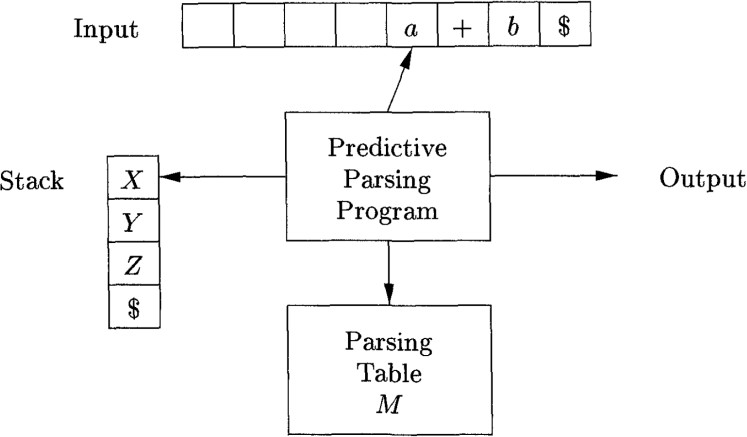 Input a + b $
Predictive
Parsing
Program
Stack
X
Y
Z
$
Output
Parsing
Table
M